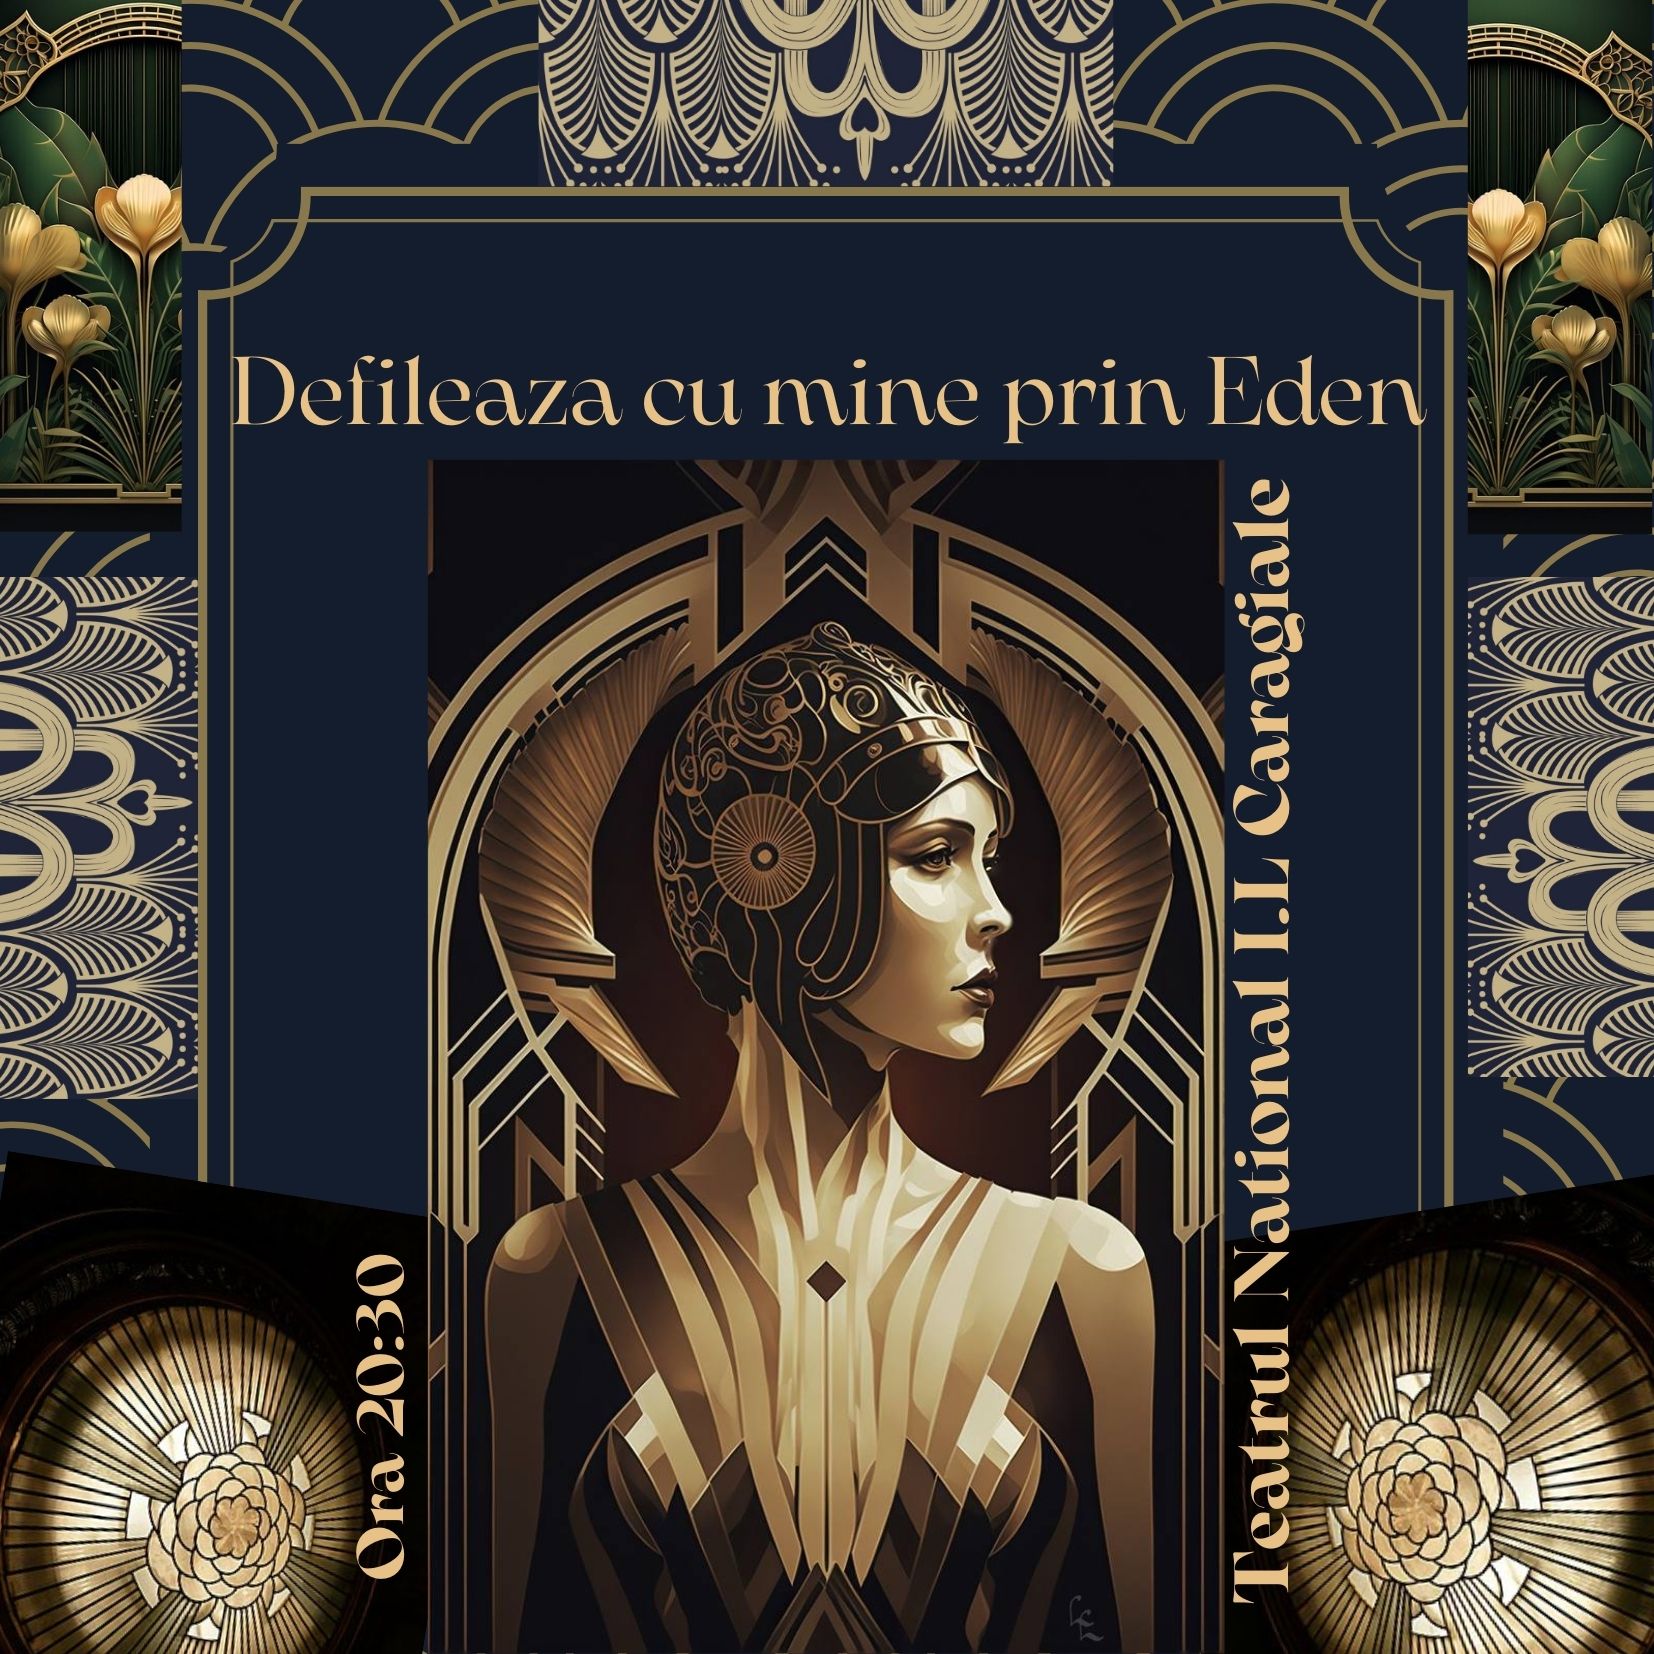 Defileaza cu mine prin Eden
Ora 20:30
Teatrul National I.L Caragiale